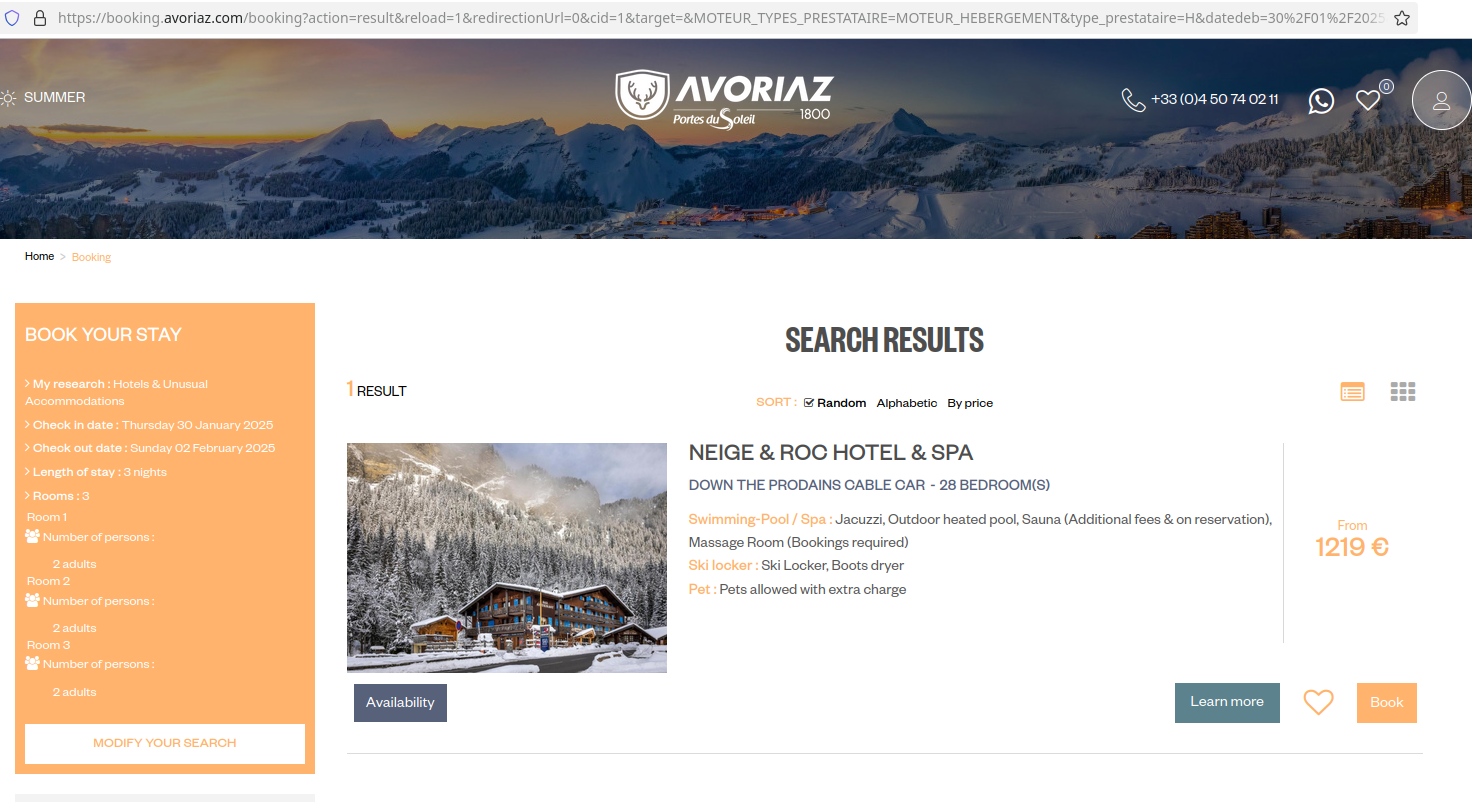 https://booking.avoriaz.com/booking?action=result&reload=1&redirectionUrl=0&cid=1&target=&MOTEUR_TYPES_PRESTATAIRE=MOTEUR_HEBERGEMENT&type_prestataire=H&datedeb=30%2F01%2F2025
SUMMER
AVORIAZ
Portes du Soleil
1800
+33 (0)4 50 74 02 11
0
Home > Booking
BOOK YOUR STAY
> My research : Hotels & Unusual
Accommodations
> Check in date : Thursday 30 January 2025
> Check out date : Sunday 02 February 2025
> Length of stay : 3 nights
> Rooms : 3
Room 1
Number of persons :
2 adults
Room 2
Number of persons :
2 adults
Room 3
Number of persons :
2 adults
MODIFY YOUR SEARCH
SEARCH RESULTS
1 RESULT
SORT : Random Alphabetic By price
NEIGE & ROC HOTEL & SPA
DOWN THE PRODAINS CABLE CAR - 28 BEDROOM(S)
Swimming-Pool / Spa : Jacuzzi, Outdoor heated pool, Sauna (Additional fees & on reservation),
Massage Room (Bookings required)
Ski locker : Ski Locker, Boots dryer
Pet : Pets allowed with extra charge
From
1219 €
Availability
Learn more
Book